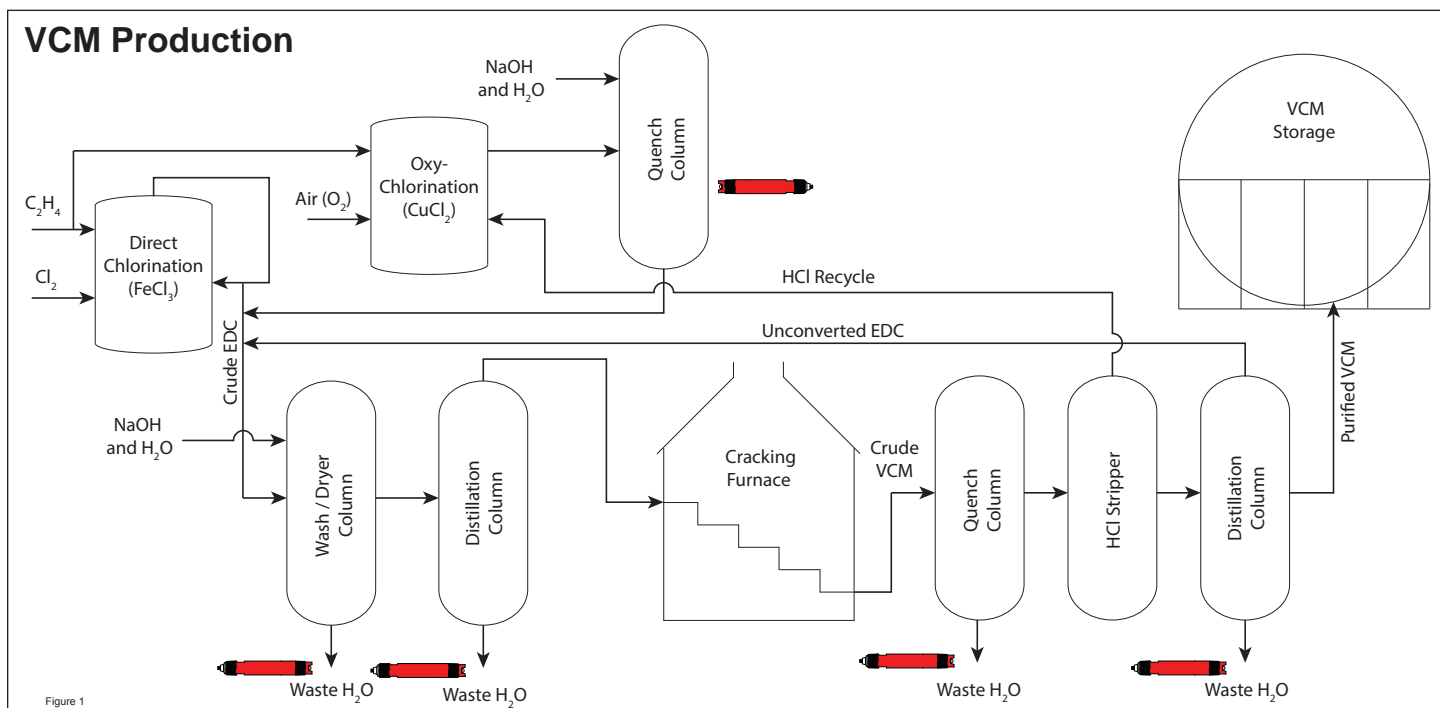 VCM Production
NaOH
and H₂O
Quench
Column
VCM
Storage
Oxy-
Chlorination
(CuCl₂)
Air (O₂)
C₂H₄
Direct
Chlorination
(FeCl₃)
Cl₂
HCl Recycle
Unconverted EDC
Crude EDC
Purified VCM
NaOH
and H₂O
Wash / Dryer
Column
Distillation
Column
Cracking
Furnace
Crude
VCM
Quench
Column
HCl Stripper
Distillation
Column
Waste H₂O
Waste H₂O
Waste H₂O
Waste H₂O
Figure 1